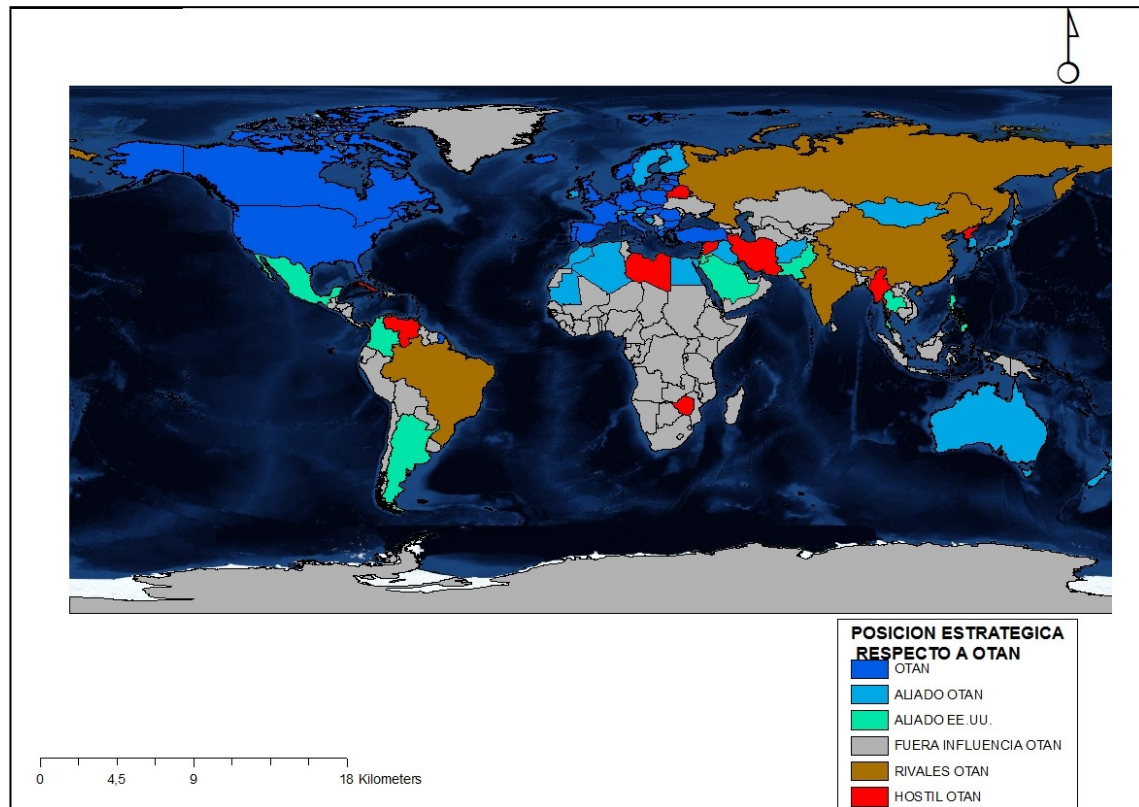 POSICION ESTRATEGICA
RESPECTO A OTAN
OTAN
ALIADO OTAN
ALIADO EE.UU.
FUERA INFLUENCIA OTAN
RIVALES OTAN
HOSTIL OTAN
0 4,5 9 18 Kilometers